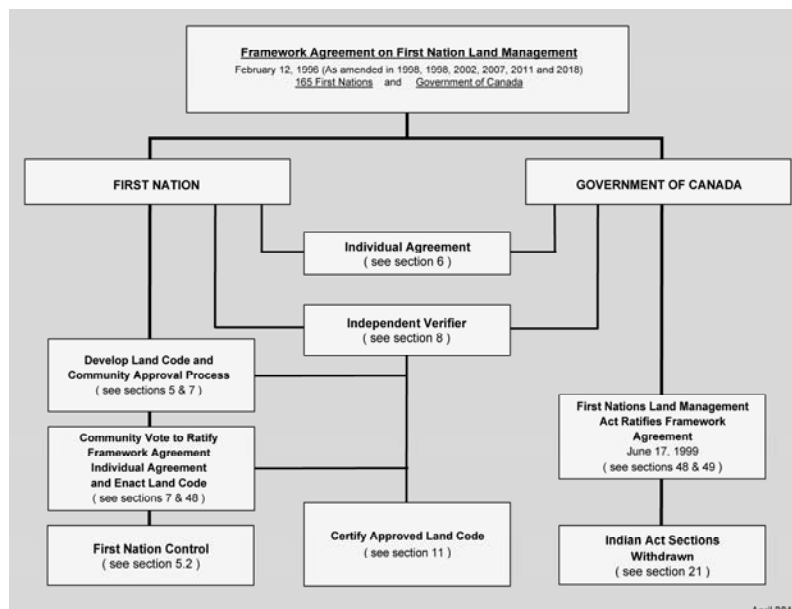 Framework Agreement on First Nation Land Management
February 12, 1996 (As amended in 1998, 1998, 2002, 2007, 2011 and 2018)
165 First Nations and Government of Canada
FIRST NATION
GOVERNMENT OF CANADA
Individual Agreement
( see section 6 )
Independent Verifier
( see section 8 )
Develop Land Code and
Community Approval Process
( see sections 5 & 7 )
First Nations Land Management
Act Ratifies Framework
Agreement
June 17. 1999
(see sections 48 & 49 )
Community Vote to Ratify
Framework Agreement
Individual Agreement
and Enact Land Code
( see sections 7 & 48 )
Certify Approved Land Code
(see section 11 )
First Nation Control
( see section 5.2 )
Indian Act Sections
Withdrawn
(see section 21 )